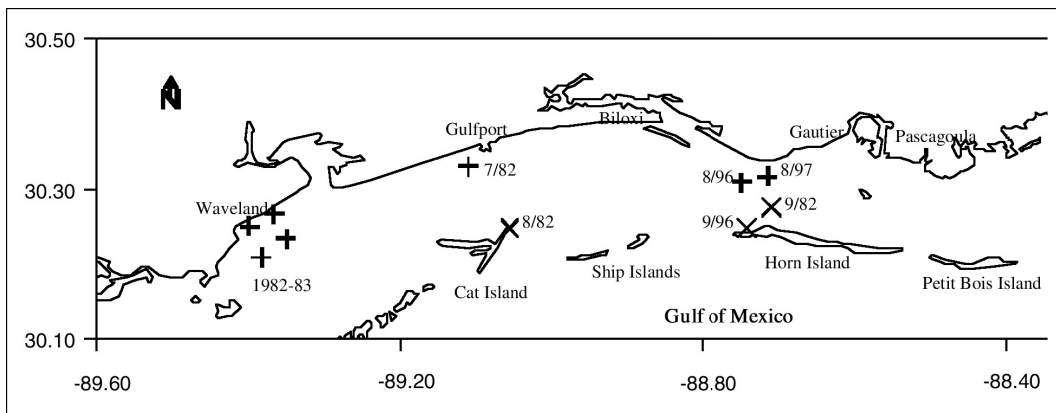 30.50
N
Biloxi
Gulfport
Gautier
Pascagoula
7/82
8/96
8/97
30.30
Waveland
9/82
8/82
9/96
Ship Islands
Horn Island
1982-83
Cat Island
Petit Bois Island
Gulf of Mexico
30.10
-89.60
-89.20
-88.80
-88.40